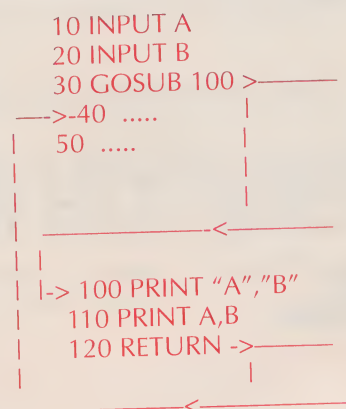 10 INPUT A
20 INPUT B
30 GOSUB 100 >
->-40 .....
50 .....
-<
-> 100 PRINT "A","B"
110 PRINT A,B
120 RETURN ->
<